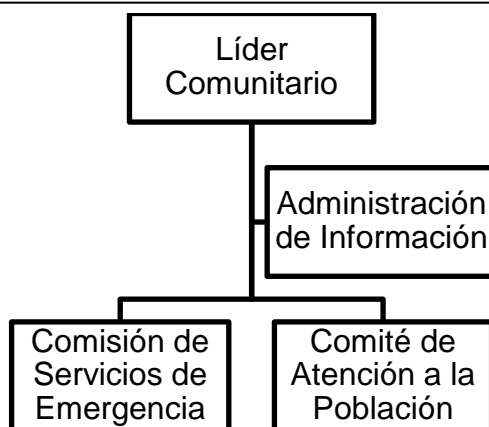 Líder
Comunitario
Administración
de Información
Comisión de
Servicios de
Emergencia
Comité de
Atención a la
Población